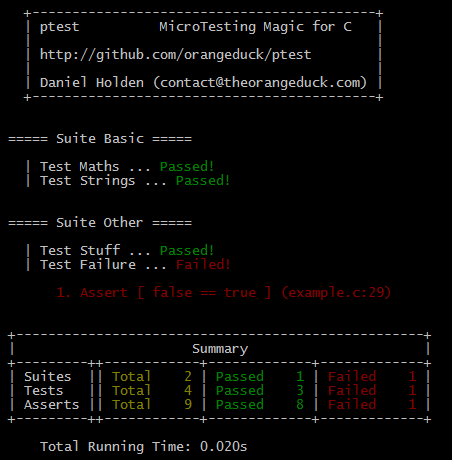 +-------------------------------------------+
| ptest          MicroTesting Magic for C   |
|                                           |
| http://github.com/orangeduck/ptest        |
|                                           |
| Daniel Holden (contact@theorangeduck.com) |
+-------------------------------------------+
===== Suite Basic =====
| Test Maths ... Passed!
| Test Strings ... Passed!
===== Suite Other =====
| Test Stuff ... Passed!
| Test Failure ... Failed!
1. Assert [ false == true ] (example.c:29)
+---------------------------------------------------+
|                      Summary                      |
+---------++------------+-------------+-------------+
| Suites  || Total    2 | Passed    1 | Failed    1 |
| Tests   || Total    4 | Passed    3 | Failed    1 |
| Asserts || Total    9 | Passed    8 | Failed    1 |
+---------++------------+-------------+-------------+
Total Running Time: 0.020s